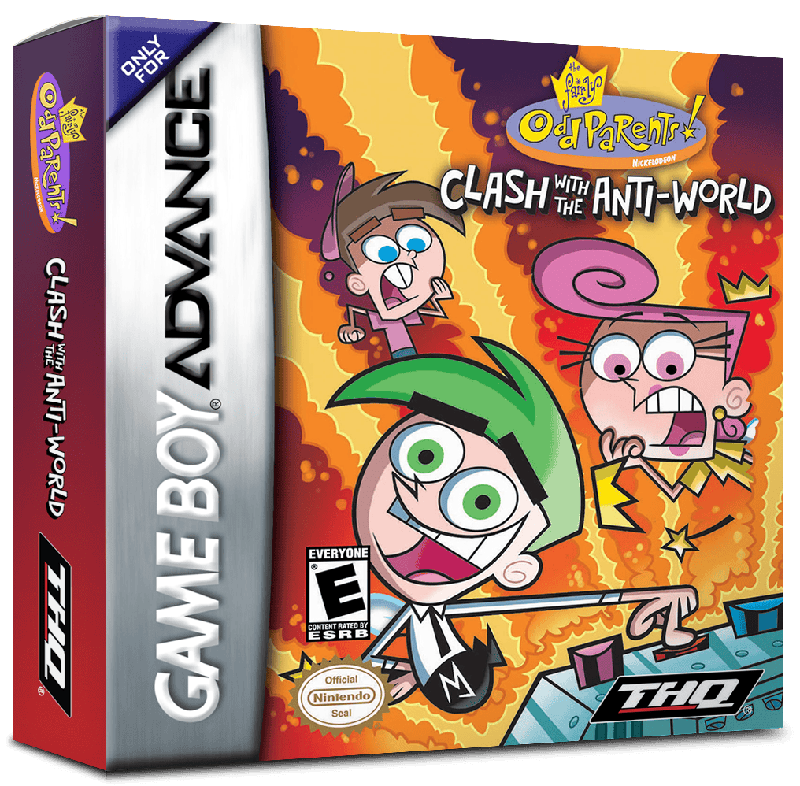 the
fairly
OddParents!
NICKELODEON
CLASH WITH THE ANTI-WORLD
THQ
®
ONLY
FOR
GAME BOY ADVANCE
®
the
fairly
OddParents!
NICKELODEON
CLASH WITH THE ANTI-WORLD
EVERYONE
®
E
CONTENT RATED BY
ESRB
Official
Nintendo
Seal
M
THQ
®